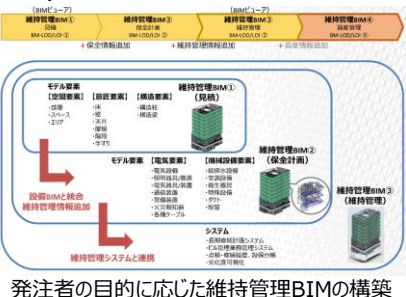 (BIMビューア)
維持管理BIM①
見積
BM-LOD/LOI ①
維持管理BIM②
保全計画
BM-LOD/LOI ②
(BIMビューア)
維持管理BIM③
維持管理
BM-LOD/LOI ③
維持管理BIM④
資産管理
BM-LOD/LOI ④
+保全情報追加
+維持管理情報追加
+資産情報追加
モデル要素
【空間要素】
・部屋
・スペース
・エリア
【意匠要素】
・床
・壁
・天井
・屋根
・階段
・手すり
【構造要素】
・構造柱
・構造梁
維持管理BIM①
(見積)
モデル要素
【電気要素】
・電気設備
・照明器具/装置
・電気器具/装置
・通信装置
・警備装置
・火災報知器
・各種ケーブル
【機械設備要素】
・給排水設備
・空調設備
・衛生器具
・特殊設備
・ダクト
・配管
維持管理BIM②
(保全計画)
設備BIMと統合
維持管理情報追加
維持管理BIM③
(維持管理)
システム
・長期修繕計画システム
・ビル管理業務管理システム
・点検・修繕履歴、設備台帳
・劣化度可視化
維持管理システムと連携
発注者の目的に応じた維持管理BIMの構築